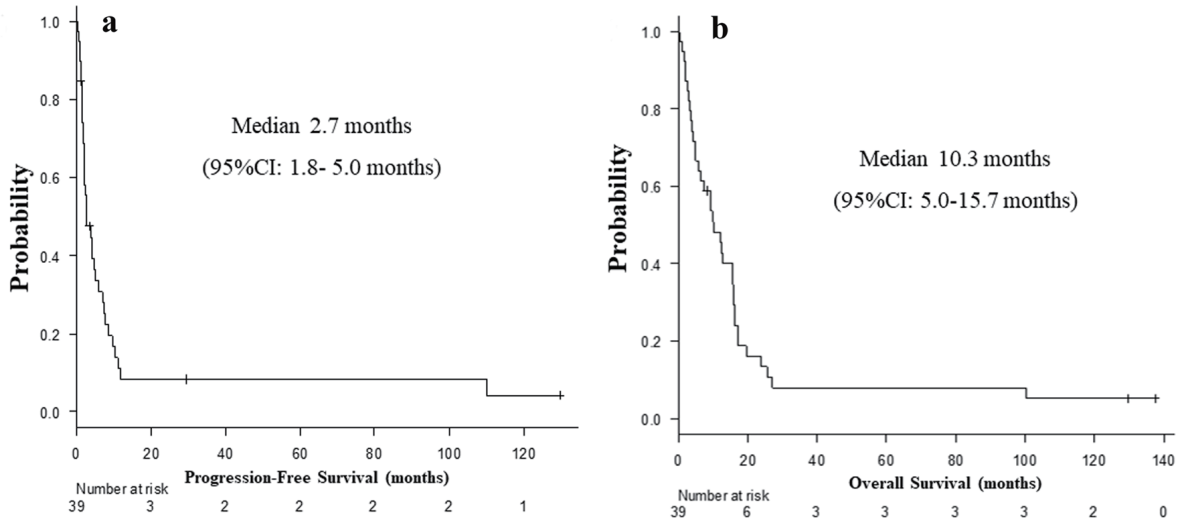 a
Probability
1.0
0.8
0.6
0.4
0.2
0.0
Median 2.7 months
(95%CI: 1.8- 5.0 months)
0 20 40 60 80 100 120
Progression-Free Survival (months)
Number at risk
39 3 2 2 2 2 1
b
Probability
1.0
0.8
0.6
0.4
0.2
0.0
Median 10.3 months
(95%CI: 5.0-15.7 months)
0 20 40 60 80 100 120 140
Overall Survival (months)
Number at risk
39 6 3 3 3 3 2 0